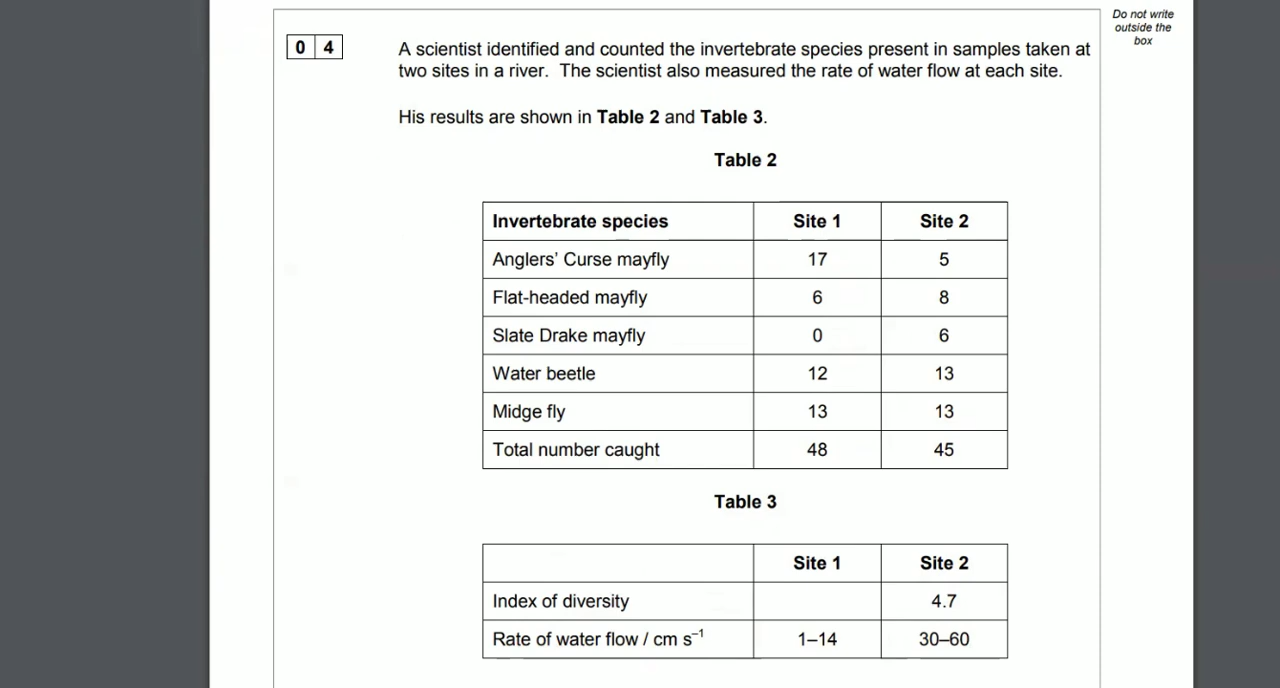 Do not write
outside the
box
0 4
A scientist identified and counted the invertebrate species present in samples taken at
two sites in a river. The scientist also measured the rate of water flow at each site.
His results are shown in Table 2 and Table 3.
Table 2
Invertebrate species Site 1 Site 2
Anglers’ Curse mayfly 17 5
Flat-headed mayfly 6 8
Slate Drake mayfly 0 6
Water beetle 12 13
Midge fly 13 13
Total number caught 48 45
Table 3
Site 1 Site 2
Index of diversity 4.7
Rate of water flow / cm s⁻¹ 1–14 30–60